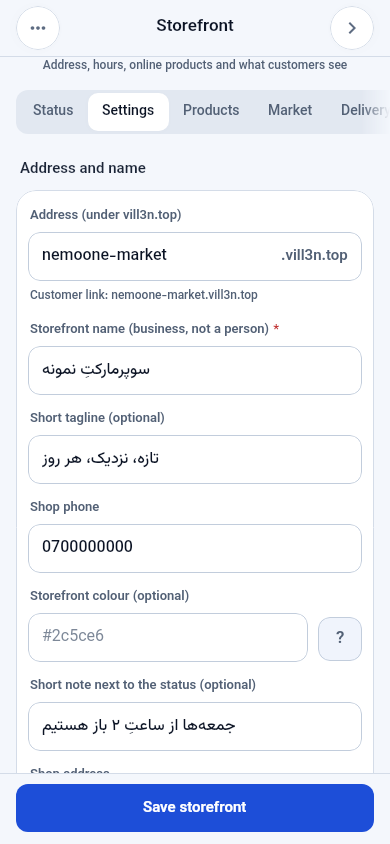 Storefront
Address, hours, online products and what customers see
Status Settings Products Market Delivery
Address and name
Address (under vill3n.top)
nemoone-market .vill3n.top
Customer link: nemoone-market.vill3n.top
Storefront name (business, not a person) *
سوپرمارکتِ نمونه
Short tagline (optional)
تازه، نزدیک، هر روز
Shop phone
0700000000
Storefront colour (optional)
#2c5ce6 ?
Short note next to the status (optional)
جمعه‌ها از ساعتِ ۲ باز هستیم
Shop address
Save storefront